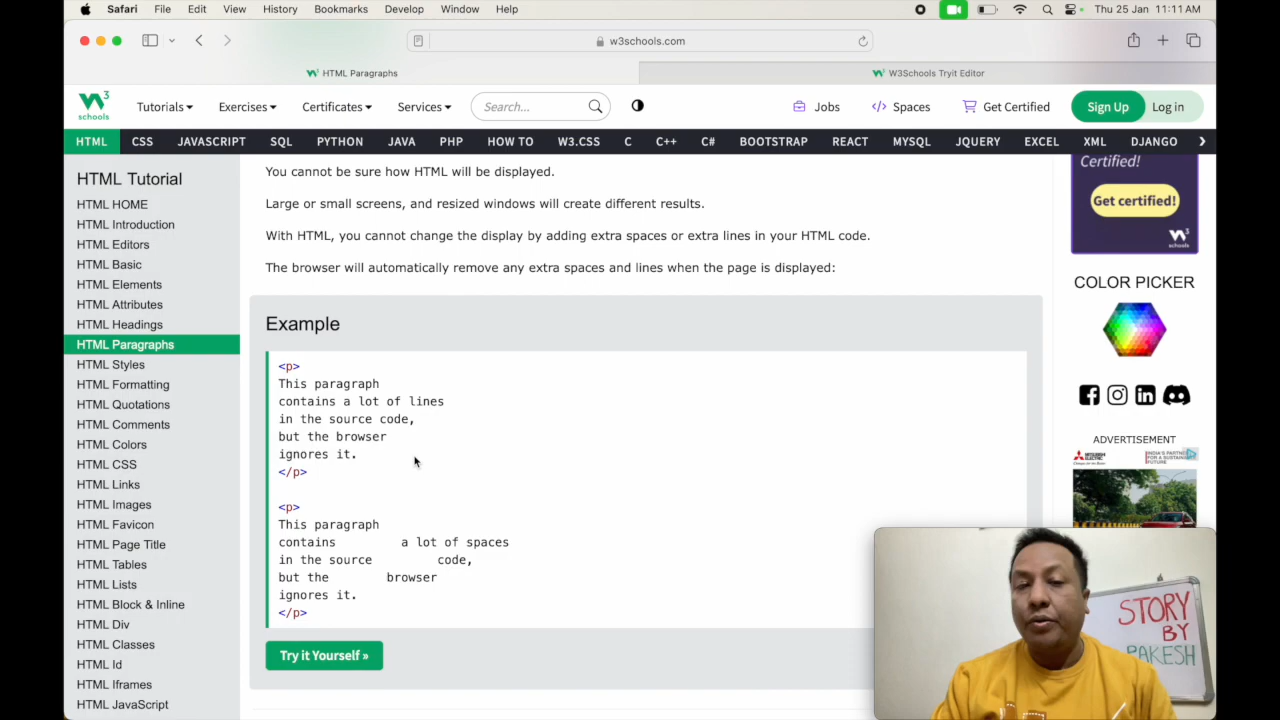 Safari File Edit View History Bookmarks Develop Window Help Thu 25 Jan 11:11 AM
w3schools.com
HTML Paragraphs W3Schools Tryit Editor
W3 schools Tutorials Exercises Certificates Services Search... Jobs Spaces Get Certified Sign Up Log in
HTML CSS JAVASCRIPT SQL PYTHON JAVA PHP HOW TO W3.CSS C C++ C# BOOTSTRAP REACT MYSQL JQUERY EXCEL XML DJANGO
HTML Tutorial
HTML HOME
HTML Introduction
HTML Editors
HTML Basic
HTML Elements
HTML Attributes
HTML Headings
HTML Paragraphs
HTML Styles
HTML Formatting
HTML Quotations
HTML Comments
HTML Colors
HTML CSS
HTML Links
HTML Images
HTML Favicon
HTML Page Title
HTML Tables
HTML Lists
HTML Block & Inline
HTML Div
HTML Classes
HTML Id
HTML Iframes
HTML JavaScript
You cannot be sure how HTML will be displayed.
Large or small screens, and resized windows will create different results.
With HTML, you cannot change the display by adding extra spaces or extra lines in your HTML code.
The browser will automatically remove any extra spaces and lines when the page is displayed:
Example
<p>
This paragraph
contains a lot of lines
in the source code,
but the browser
ignores it.
</p>
<p>
This paragraph
contains         a lot of spaces
in the source         code,
but the        browser
ignores it.
</p>
Try it Yourself »
Certified!
Get certified!
W3 schools
COLOR PICKER
ADVERTISEMENT
MITSUBISHI ELECTRIC
STORY
BY
RAKESH